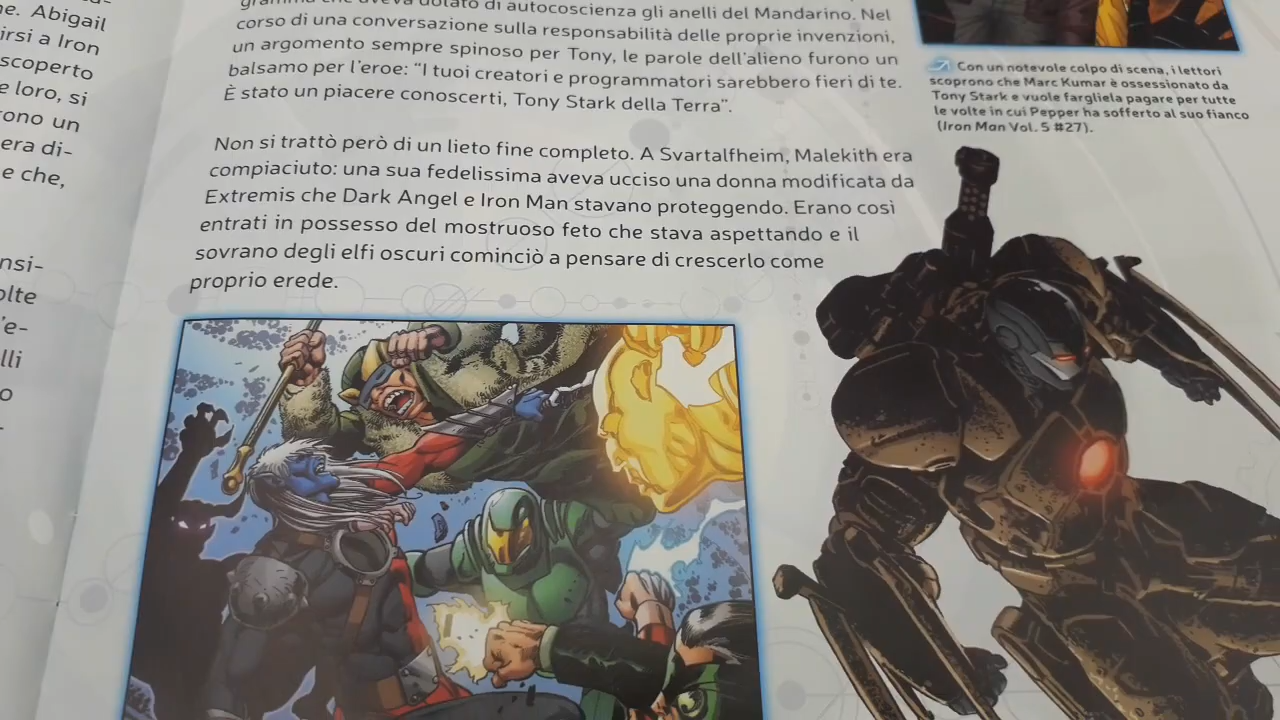 ne. Abigail
irsi a Iron
scoperto
e loro, si
rono un
era di-
e che,
nsi-
olte
'e-
lli
o
che aveva dotato di autocoscienza gli anelli del Mandarino. Nel
corso di una conversazione sulla responsabilità delle proprie invenzioni,
un argomento sempre spinoso per Tony, le parole dell'alieno furono un
balsamo per l'eroe: "I tuoi creatori e programmatori sarebbero fieri di te.
È stato un piacere conoscerti, Tony Stark della Terra".
Non si trattò però di un lieto fine completo. A Svartalfheim, Malekith era
compiaciuto: una sua fedelissima aveva ucciso una donna modificata da
Extremis che Dark Angel e Iron Man stavano proteggendo. Erano così
entrati in possesso del mostruoso feto che stava aspettando e il
sovrano degli elfi oscuri cominciò a pensare di crescerlo come
proprio erede.
Con un notevole colpo di scena, i lettori
scoprono che Marc Kumar è ossessionato da
Tony Stark e vuole fargliela pagare per tutte
le volte in cui Pepper ha sofferto al suo fianco
(Iron Man Vol. 5 #27).